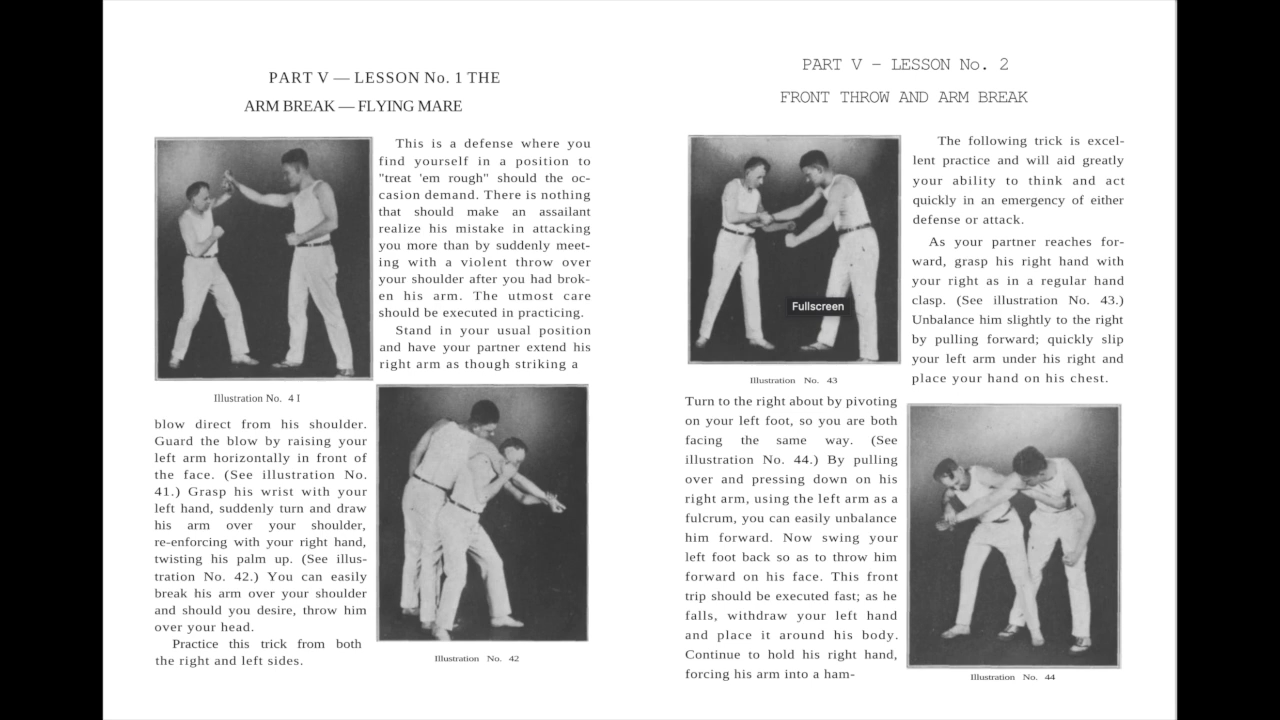 PART V — LESSON No. 1 THE
ARM BREAK — FLYING MARE
This is a defense where you
find yourself in a position to
"treat 'em rough" should the oc-
casion demand. There is nothing
that should make an assailant
realize his mistake in attacking
you more than by suddenly meet-
ing with a violent throw over
your shoulder after you had brok-
en his arm. The utmost care
should be executed in practicing.
Stand in your usual position
and have your partner extend his
right arm as though striking a
Illustration No. 4 I
blow direct from his shoulder.
Guard the blow by raising your
left arm horizontally in front of
the face. (See illustration No.
41.) Grasp his wrist with your
left hand, suddenly turn and draw
his arm over your shoulder,
re-enforcing with your right hand,
twisting his palm up. (See illus-
tration No. 42.) You can easily
break his arm over your shoulder
and should you desire, throw him
over your head.
Practice this trick from both
the right and left sides.
Illustration No. 42
PART V – LESSON No. 2
FRONT THROW AND ARM BREAK
The following trick is excel-
lent practice and will aid greatly
your ability to think and act
quickly in an emergency of either
defense or attack.
As your partner reaches for-
ward, grasp his right hand with
your right as in a regular hand
clasp. (See illustration No. 43.)
Unbalance him slightly to the right
by pulling forward; quickly slip
your left arm under his right and
place your hand on his chest.
Fullscreen
Illustration No. 43
Turn to the right about by pivoting
on your left foot, so you are both
facing the same way. (See
illustration No. 44.) By pulling
over and pressing down on his
right arm, using the left arm as a
fulcrum, you can easily unbalance
him forward. Now swing your
left foot back so as to throw him
forward on his face. This front
trip should be executed fast; as he
falls, withdraw your left hand
and place it around his body.
Continue to hold his right hand,
forcing his arm into a ham-
Illustration No. 44